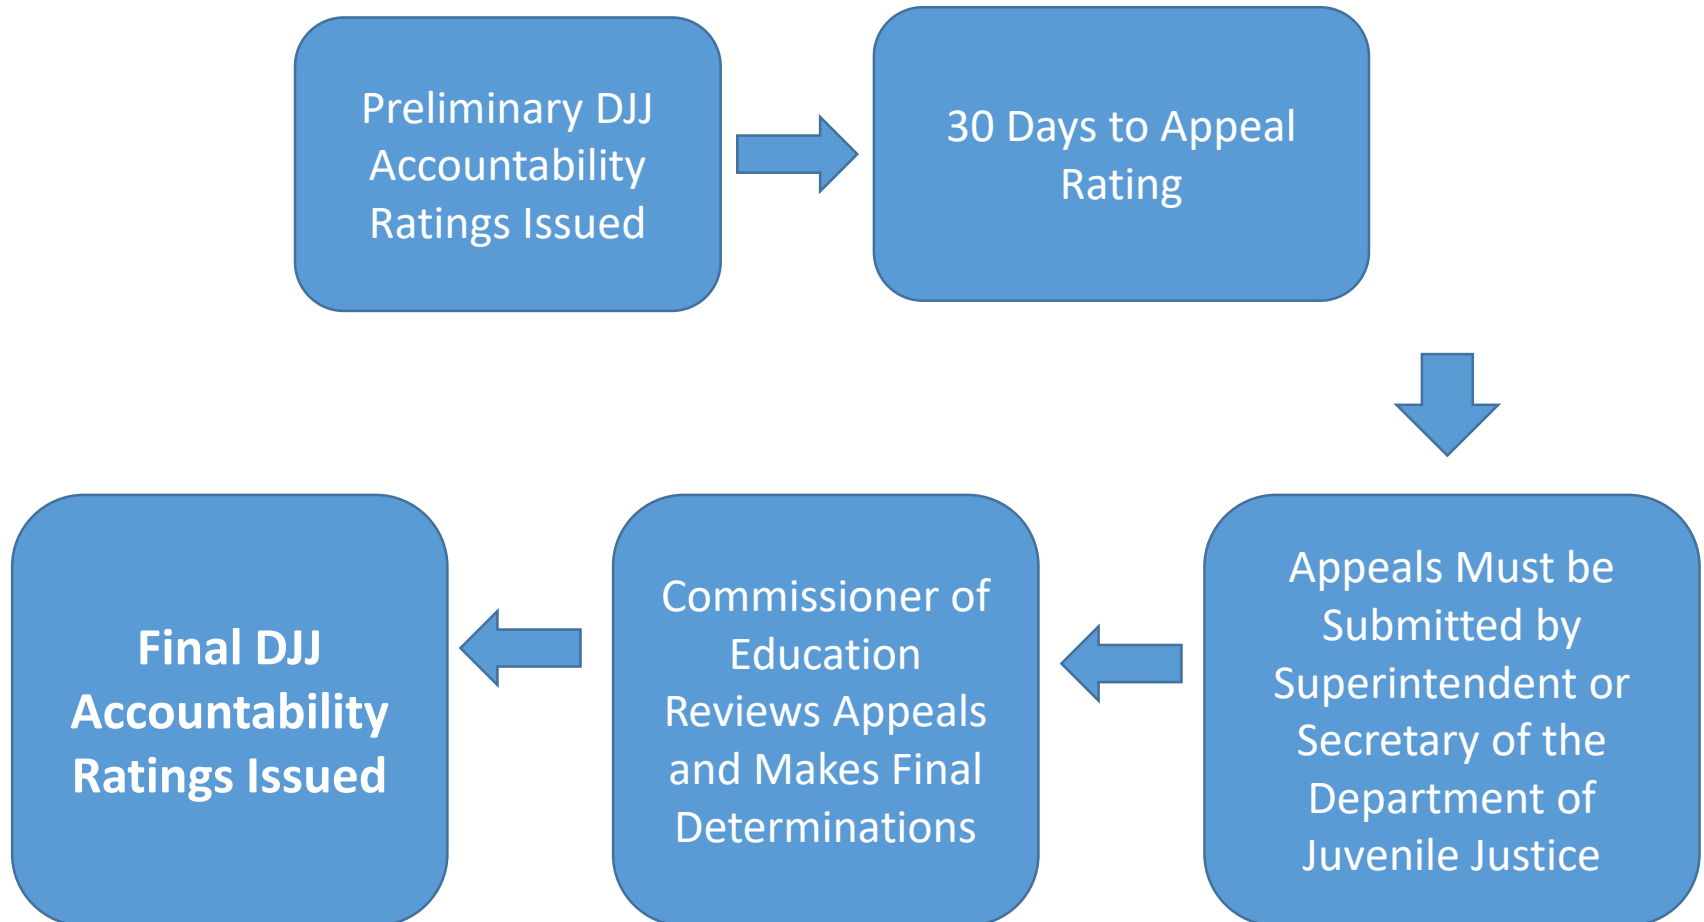 Preliminary DJJ
Accountability
Ratings Issued
30 Days to Appeal
Rating
Appeals Must be
Submitted by
Superintendent or
Secretary of the
Department of
Juvenile Justice
Commissioner of
Education
Reviews Appeals
and Makes Final
Determinations
Final DJJ
Accountability
Ratings Issued